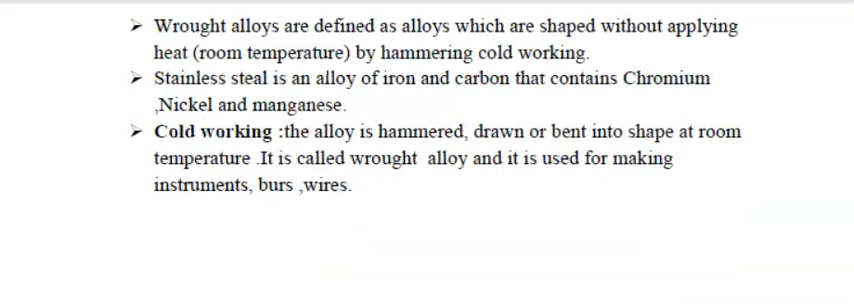 ➢ Wrought alloys are defined as alloys which are shaped without applying
heat (room temperature) by hammering cold working.
➢ Stainless steal is an alloy of iron and carbon that contains Chromium
,Nickel and manganese.
➢ Cold working :the alloy is hammered, drawn or bent into shape at room
temperature .It is called wrought alloy and it is used for making
instruments, burs ,wires.